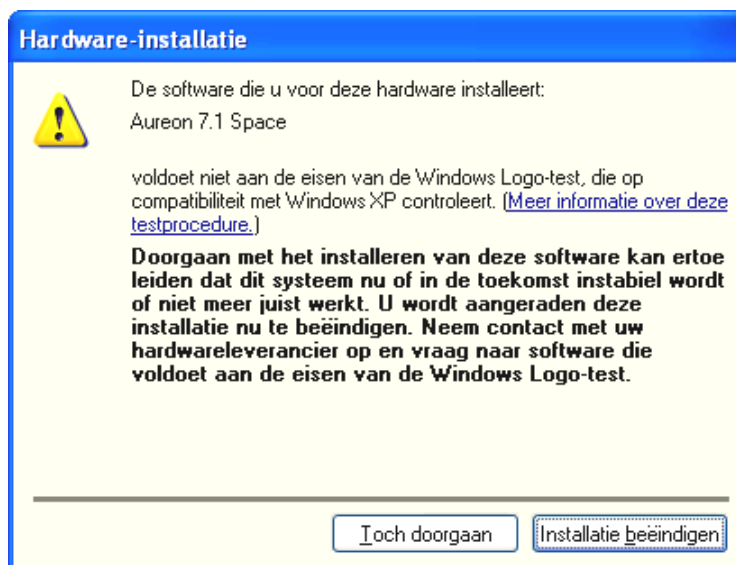 Hardware-installatie
De software die u voor deze hardware installeert:
Aureon 7.1 Space
voldoet niet aan de eisen van de Windows Logo-test, die op
compatibiliteit met Windows XP controleert. (Meer informatie over deze
testprocedure.)
Doorgaan met het installeren van deze software kan ertoe
leiden dat dit systeem nu of in de toekomst instabiel wordt
of niet meer juist werkt. U wordt aangeraden deze
installatie nu te beëindigen. Neem contact met uw
hardwareleverancier op en vraag naar software die
voldoet aan de eisen van de Windows Logo-test.
Toch doorgaan
Installatie beëindigen